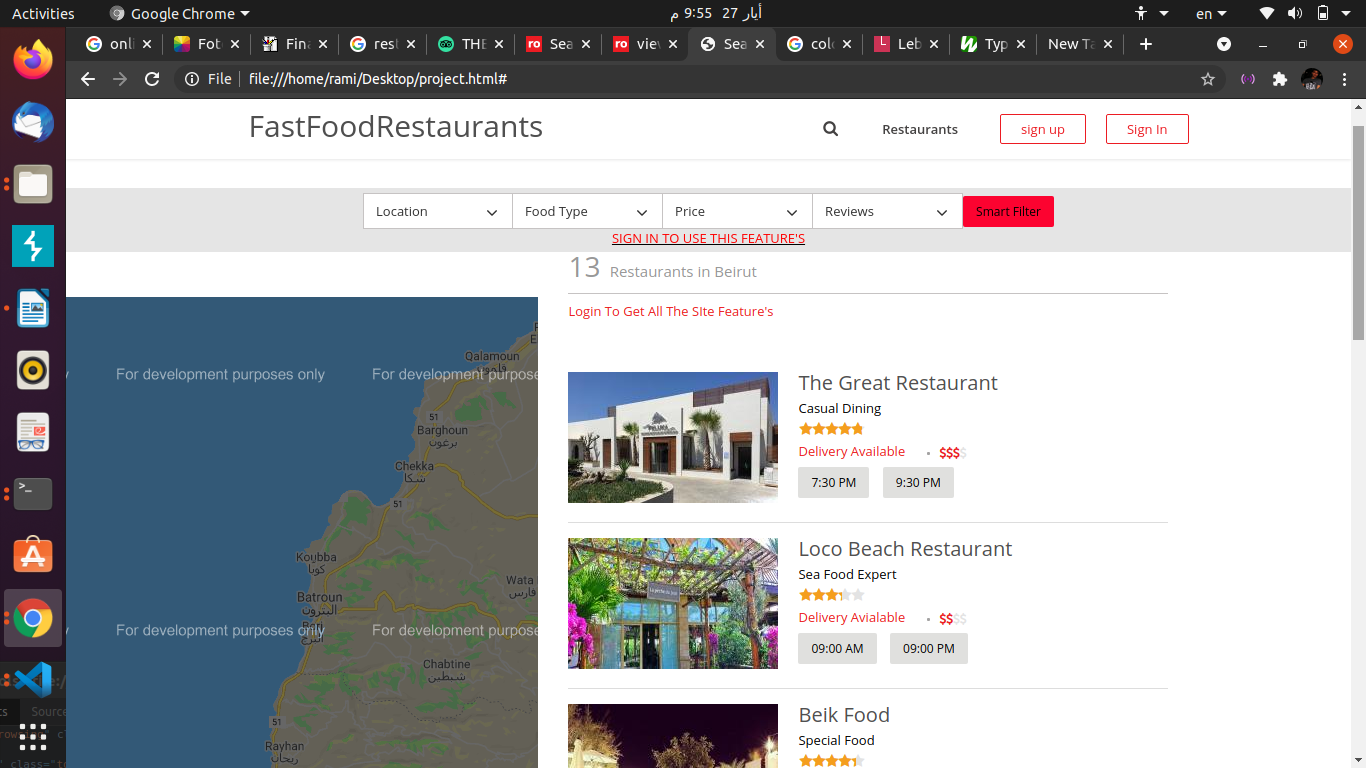 Activities
Google Chrome
أيار 27 9:55 م
en
onli
Fot
Fina
rest
THE
Sea
view
Sea
colo
Leb
Typ
New Ta
File
file:///home/rami/Desktop/project.html#
FastFoodRestaurants
Restaurants
sign up
Sign In
Location
Food Type
Price
Reviews
Smart Filter
SIGN IN TO USE THIS FEATURE'S
13 Restaurants in Beirut
Login To Get All The SIte Feature's
Qalamoun
قلمون
For development purposes only
For development purpose
51
Barghoun
برغون
Chekka
شكا
51
Koubba
كوبا
Wata
فارس
Batroun
البترون
For development purposes only
For development purpose
Chabtine
شبطين
51
Rayhan
ريحان
The Great Restaurant
Casual Dining
Delivery Available
$$$$
7:30 PM
9:30 PM
Loco Beach Restaurant
Sea Food Expert
Delivery Avialable
$$$$
09:00 AM
09:00 PM
Beik Food
Special Food